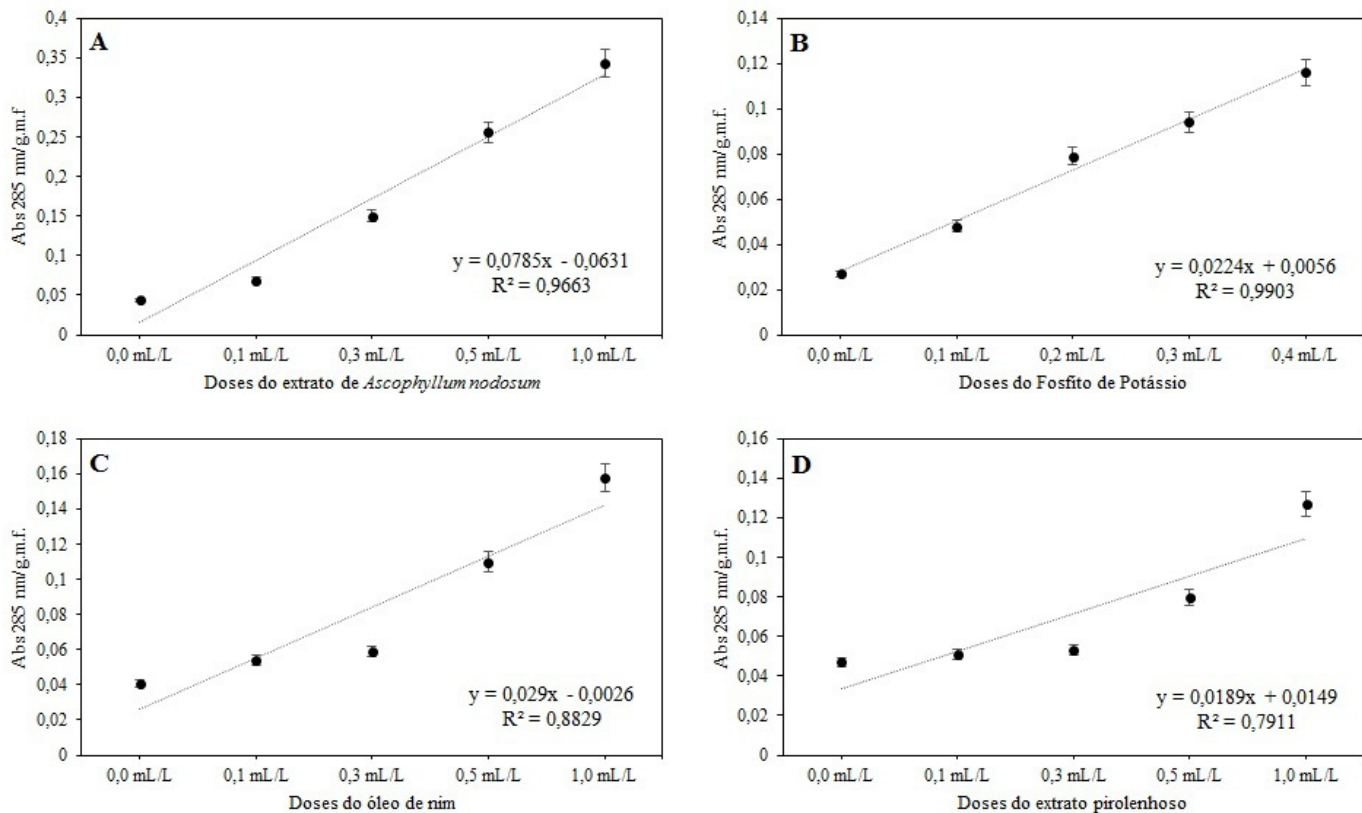 A
Abs 285 nm/g.m.f
0,4
0,35
0,3
0,25
0,2
0,15
0,1
0,05
0
y = 0,0785x - 0,0631
R² = 0,9663
0,0 mL/L 0,1 mL/L 0,3 mL/L 0,5 mL/L 1,0 mL/L
Doses do extrato de Ascophyllum nodosum
B
Abs 285 nm/g.m.f.
0,14
0,12
0,1
0,08
0,06
0,04
0,02
0
y = 0,0224x + 0,0056
R² = 0,9903
0,0 mL/L 0,1 mL/L 0,2 mL/L 0,3 mL/L 0,4 mL/L
Doses do Fosfito de Potássio
C
Abs 285 nm/g.m.f.
0,18
0,16
0,14
0,12
0,1
0,08
0,06
0,04
0,02
0
y = 0,029x - 0,0026
R² = 0,8829
0,0 mL/L 0,1 mL/L 0,3 mL/L 0,5 mL/L 1,0 mL/L
Doses do óleo de nim
D
Abs 285 nm/g.m.f.
0,16
0,14
0,12
0,1
0,08
0,06
0,04
0,02
0
y = 0,0189x + 0,0149
R² = 0,7911
0,0 mL/L 0,1 mL/L 0,3 mL/L 0,5 mL/L 1,0 mL/L
Doses do extrato pirolenhoso